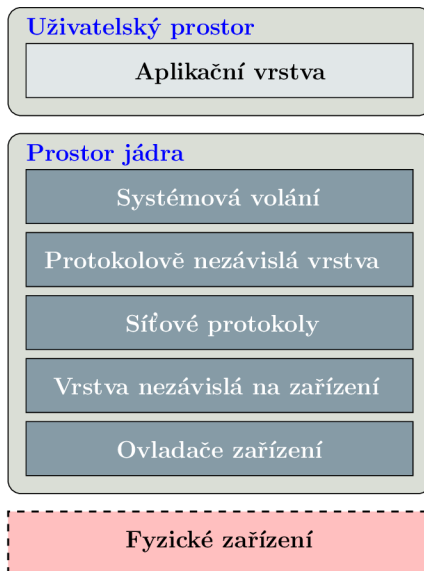 Uživatelský prostor
Aplikační vrstva
Prostor jádra
Systémová volání
Protokolově nezávislá vrstva
Síťové protokoly
Vrstva nezávislá na zařízení
Ovladače zařízení
Fyzické zařízení